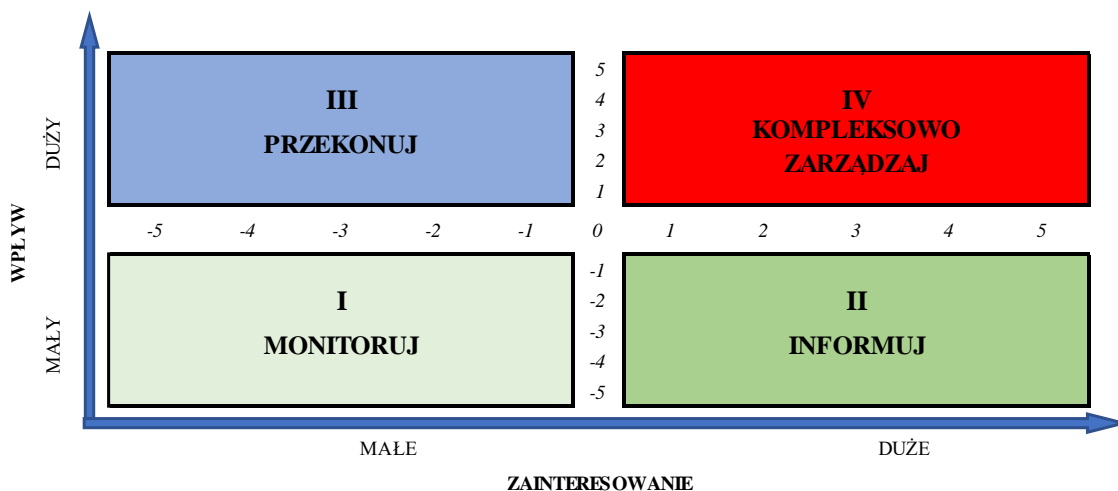 III
PRZEKONUJ
5
4
3
2
1
IV
KOMPLEKSOWO
ZARZĄDZAJ
DUŻY
WPŁYW
MAŁY
-5 -4 -3 -2 -1 0 1 2 3 4 5
I
MONITORUJ
-1
-2
-3
-4
-5
II
INFORMUJ
MAŁE DUŻE
ZAINTERESOWANIE